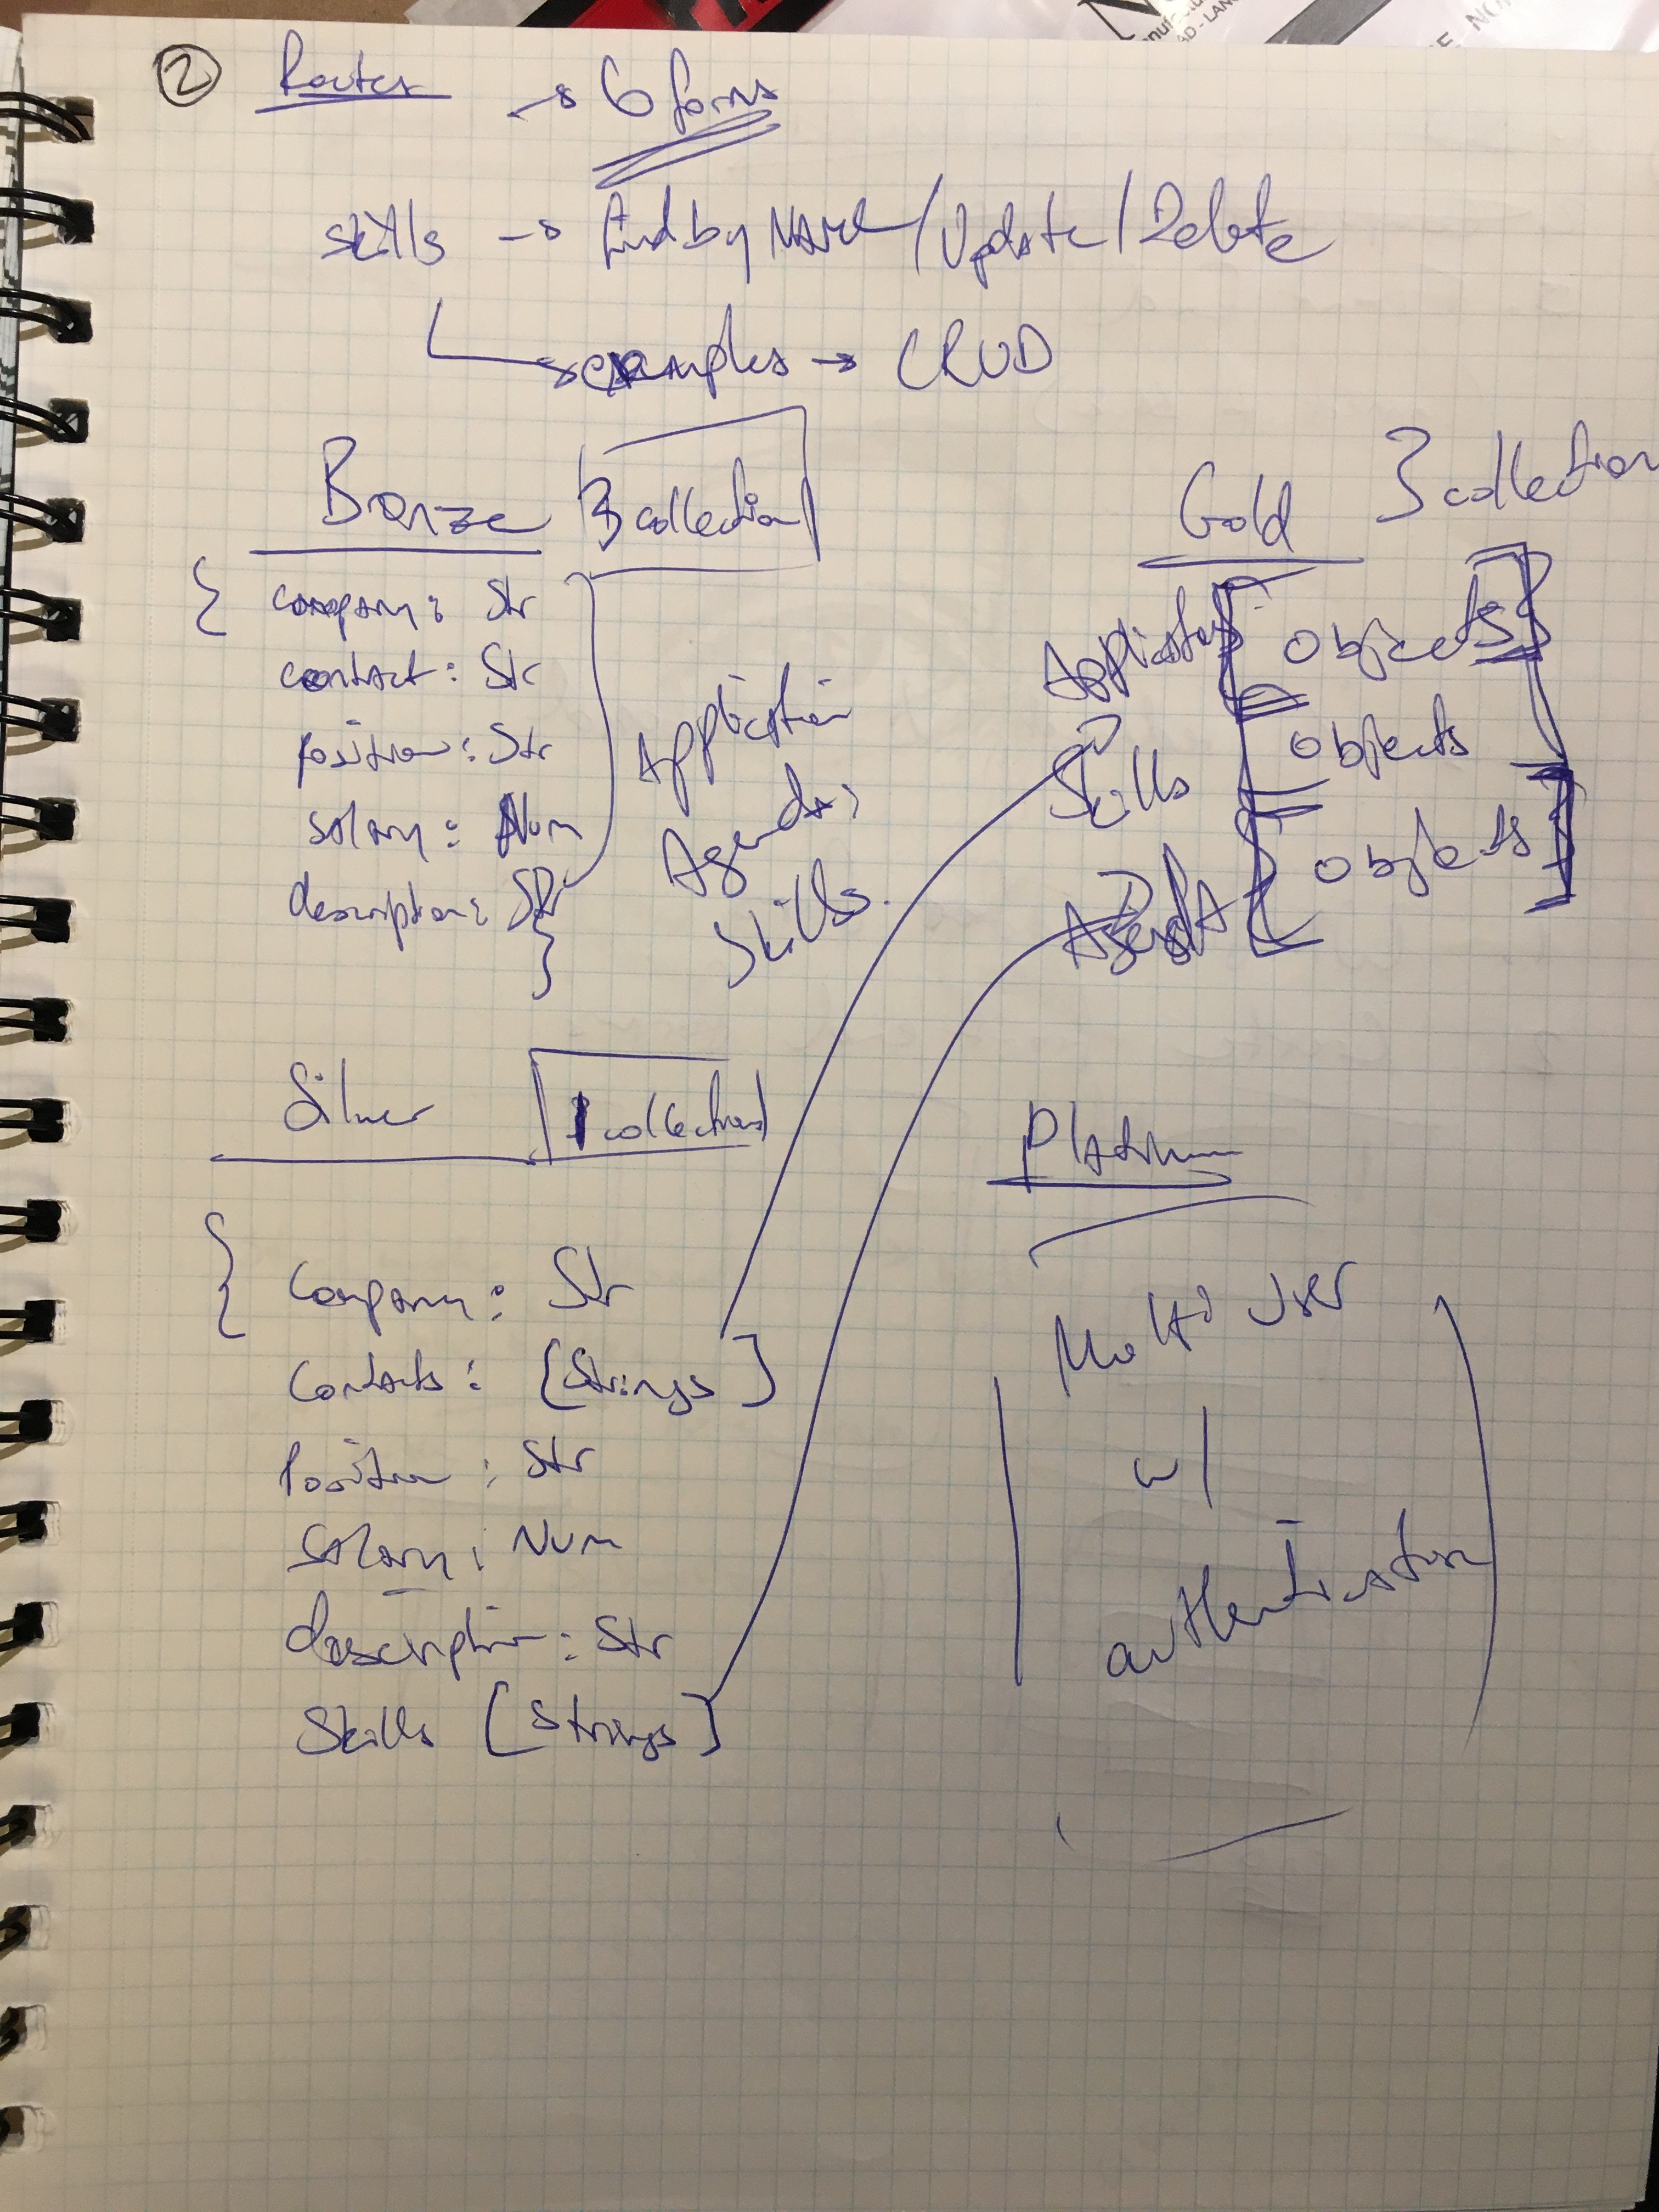 ② Routes → 6 forms
skills → find by Name / Update / Delete
examples → CRUD
Bronze 3 collection
{ company: Str
contact: Str
position: Str
salary: Num
description: Str
}
Application
Agenda
Skills
Gold 3 collection
[ objects ]
Skills [ objects
Agenda [ objects ]
Silver 1 collection
{ Company: Str
Contacts: [Strings]
Position: Str
Salary: Num
description: Str
Skills [Strings]
Platinum
Multi User
w/
authentication